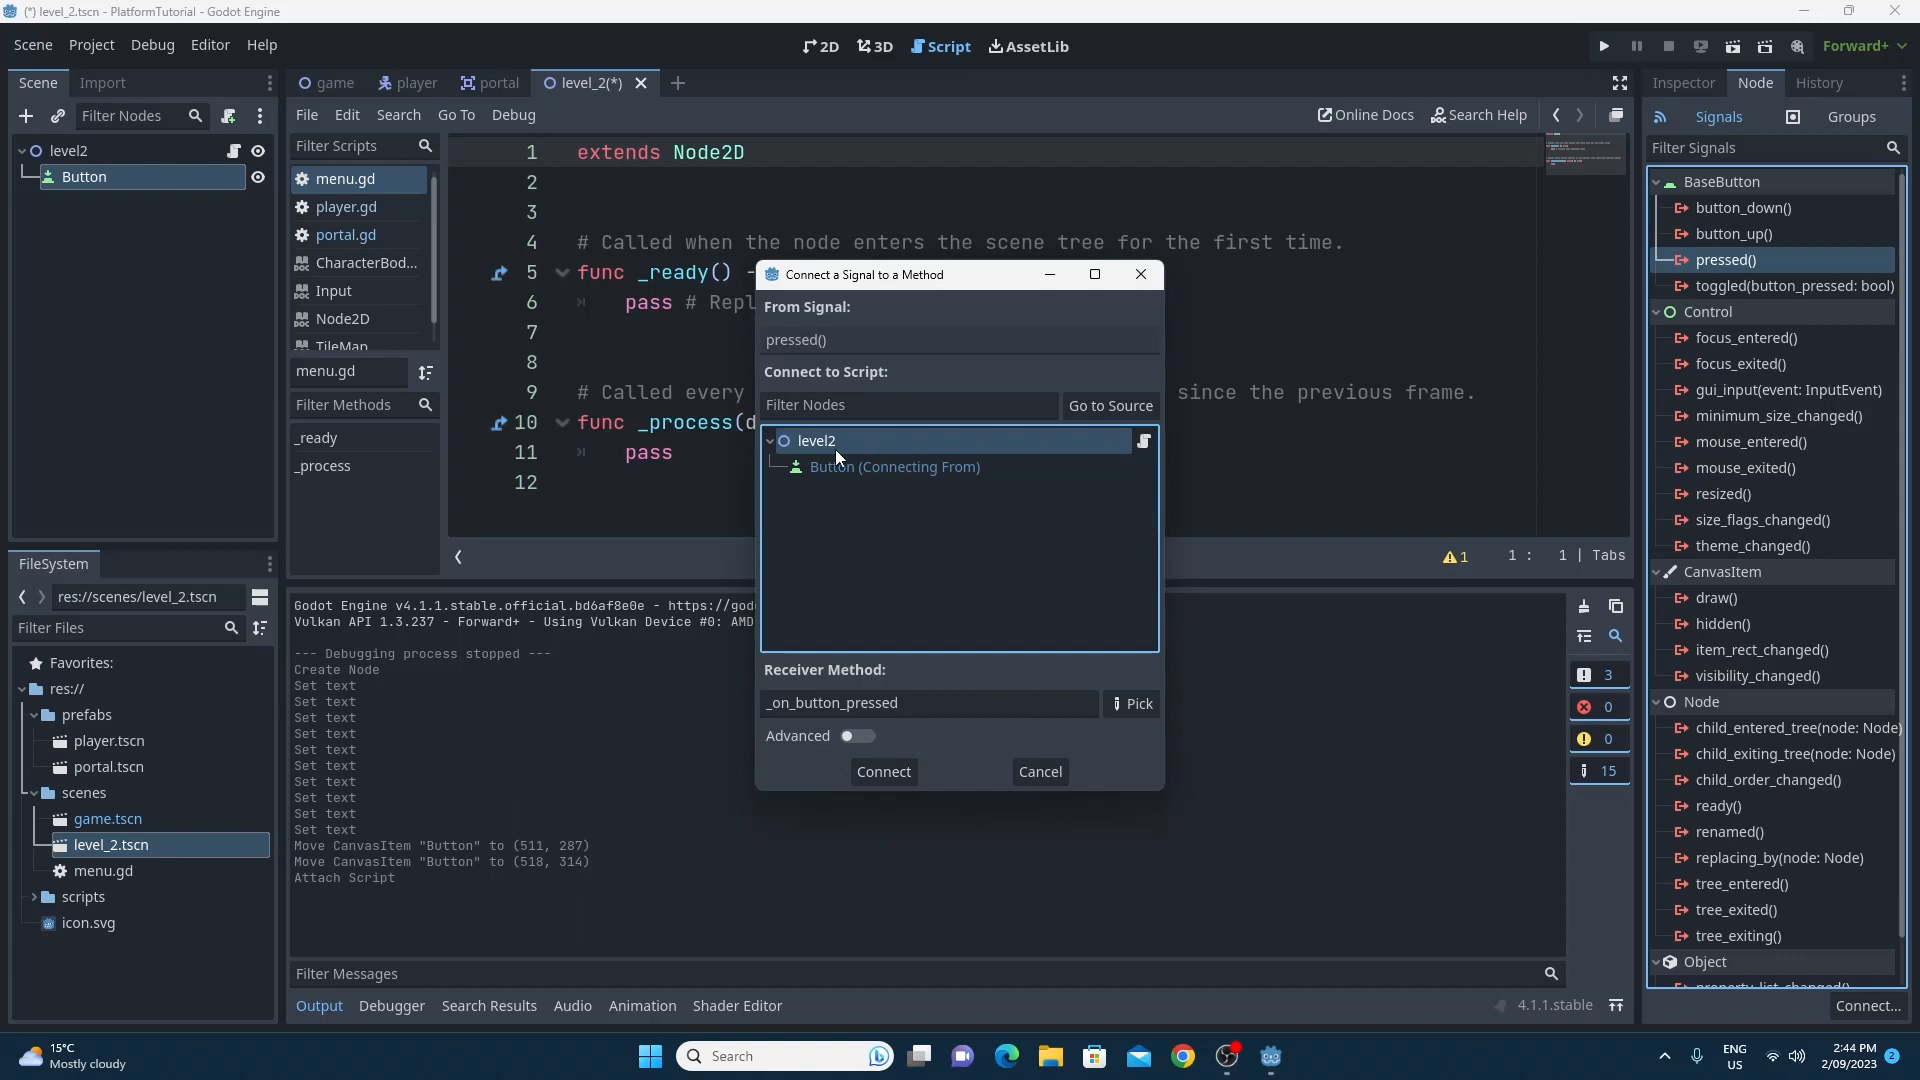 (*) level_2.tscn - PlatformTutorial - Godot Engine
Scene Project Debug Editor Help
2D 3D Script AssetLib
Forward+
Scene Import
game player portal level_2(*)
Inspector Node History
Filter Nodes
File Edit Search Go To Debug
Online Docs Search Help
Signals Groups
level2
Button
Filter Scripts
menu.gd
player.gd
portal.gd
CharacterBod...
Input
Node2D
TileMap
menu.gd
Filter Methods
_ready
_process
1 extends Node2D
2
3
4 # Called when the node enters the scene tree for the first time.
5 func _ready() -
6 pass # Repl
7
8
9 # Called every since the previous frame.
10 func _process(d
11 pass
12
1 1 : 1 | Tabs
Connect a Signal to a Method
From Signal:
pressed()
Connect to Script:
Filter Nodes Go to Source
level2
Button (Connecting From)
Receiver Method:
_on_button_pressed Pick
Advanced
Connect Cancel
Filter Signals
BaseButton
button_down()
button_up()
pressed()
toggled(button_pressed: bool)
Control
focus_entered()
focus_exited()
gui_input(event: InputEvent)
minimum_size_changed()
mouse_entered()
mouse_exited()
resized()
size_flags_changed()
theme_changed()
CanvasItem
draw()
hidden()
item_rect_changed()
visibility_changed()
Node
child_entered_tree(node: Node)
child_exiting_tree(node: Node)
child_order_changed()
ready()
renamed()
replacing_by(node: Node)
tree_entered()
tree_exited()
tree_exiting()
Object
property_list_changed()
Connect...
FileSystem
res://scenes/level_2.tscn
Filter Files
Favorites:
res://
prefabs
player.tscn
portal.tscn
scenes
game.tscn
level_2.tscn
menu.gd
scripts
icon.svg
Godot Engine v4.1.1.stable.official.bd6af8e0e - https://god
Vulkan API 1.3.237 - Forward+ - Using Vulkan Device #0: AMD
--- Debugging process stopped ---
Create Node
Set text
Set text
Set text
Set text
Set text
Set text
Set text
Set text
Set text
Set text
Move CanvasItem "Button" to (511, 287)
Move CanvasItem "Button" to (518, 314)
Attach Script
3
0
0
15
Filter Messages
Output Debugger Search Results Audio Animation Shader Editor
4.1.1.stable
15°C
Mostly cloudy
Search
ENG
US
2:44 PM
2/09/2023
2